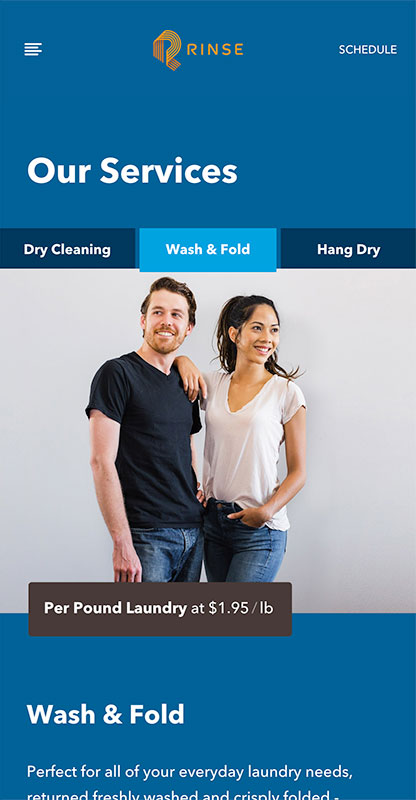 RINSE
SCHEDULE
Our Services
Dry Cleaning
Wash & Fold
Hang Dry
Per Pound Laundry at $1.95 / lb
Wash & Fold
Perfect for all of your everyday laundry needs,
returned freshly washed and crisply folded -